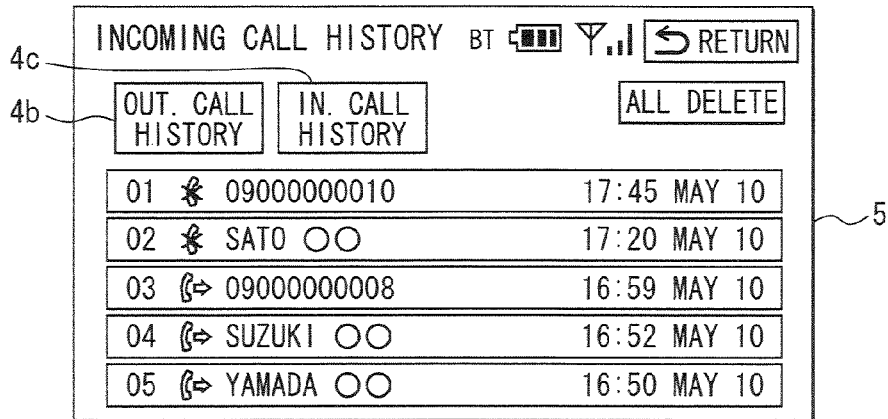 INCOMING CALL HISTORY BT RETURN
4c
4b
OUT. CALL HISTORY
IN. CALL HISTORY
ALL DELETE
01 09000000010 17:45 MAY 10
02 SATO ○○ 17:20 MAY 10
5
03 09000000008 16:59 MAY 10
04 SUZUKI ○○ 16:52 MAY 10
05 YAMADA ○○ 16:50 MAY 10